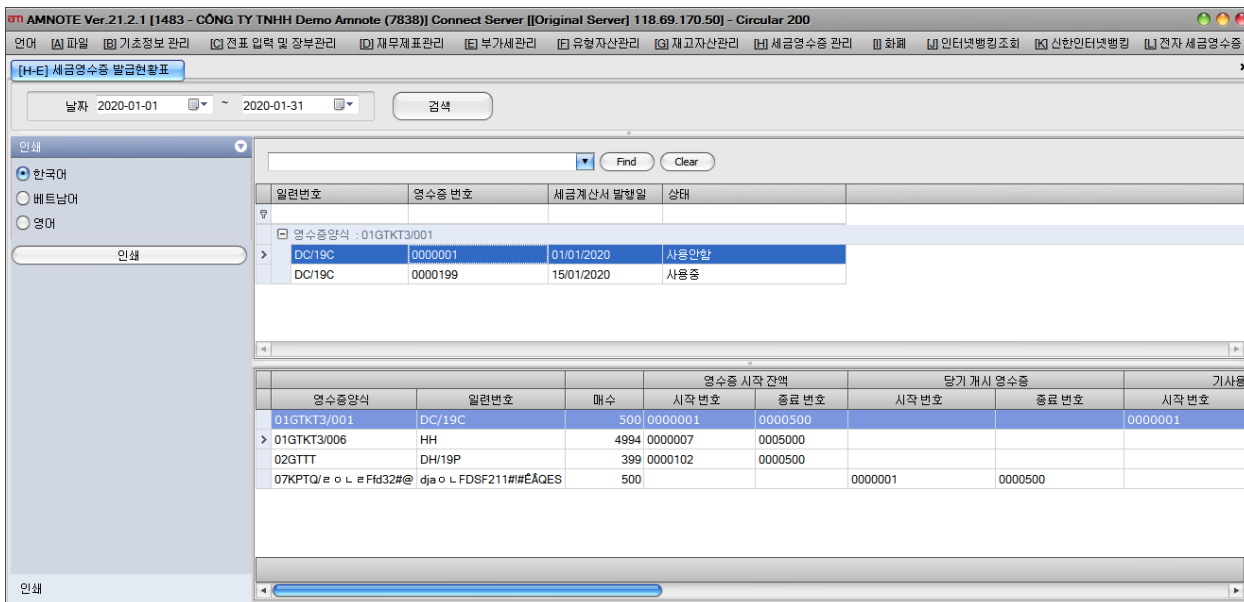 am AMNOTE Ver.21.2.1 [1483 - CÔNG TY TNHH Demo Amnote (7838)] Connect Server [[Original Server] 118.69.170.50] - Circular 200
언어 [A] 파일 [B] 기초정보 관리 [C] 전표 입력 및 장부관리 [D] 재무제표관리 [E] 부가세관리 [F] 유형자산관리 [G] 재고자산관리 [H] 세금영수증 관리 [I] 화폐 [J] 인터넷뱅킹조회 [K] 신한인터넷뱅킹 [L] 전자 세금영수증
[H-E] 세금영수증 발급현황표
날짜 2020-01-01 ~ 2020-01-31 검색
인쇄
한국어
베트남어
영어
인쇄
Find Clear
일련번호 영수증 번호 세금계산서 발행일 상태
영수증양식 : 01GTKT3/001
DC/19C 0000001 01/01/2020 사용안함
DC/19C 0000199 15/01/2020 사용중
영수증 시작 잔액 당기 개시 영수증 기사용
영수증양식 일련번호 매수 시작 번호 종료 번호 시작 번호 종료 번호 시작 번호
01GTKT3/001 DC/19C 500 0000001 0000500 0000001
01GTKT3/006 HH 4994 0000007 0005000
02GTTT DH/19P 399 0000102 0000500
07KPTQ/ㄹㅇㄴㄹFfd32#@ djaㅇㄴFDSF211#!#ÊÂQES 500 0000001 0000500
인쇄